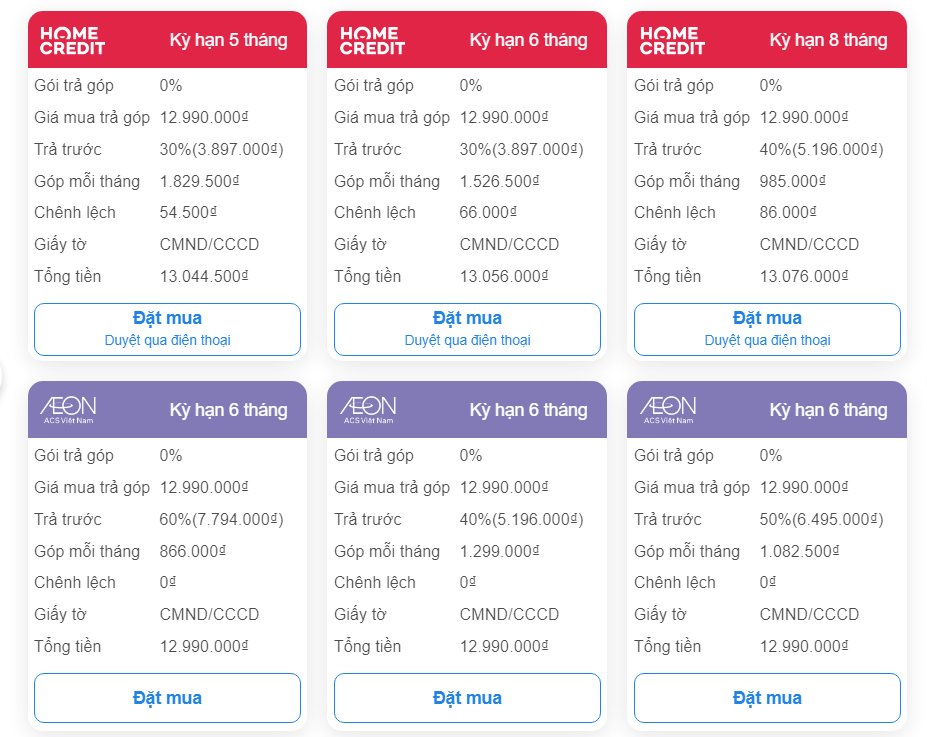 HOME
CREDIT
Kỳ hạn 5 tháng
Gói trả góp 0%
Giá mua trả góp 12.990.000₫
Trả trước 30%(3.897.000₫)
Góp mỗi tháng 1.829.500₫
Chênh lệch 54.500₫
Giấy tờ CMND/CCCD
Tổng tiền 13.044.500₫
Đặt mua
Duyệt qua điện thoại
HOME
CREDIT
Kỳ hạn 6 tháng
Gói trả góp 0%
Giá mua trả góp 12.990.000₫
Trả trước 30%(3.897.000₫)
Góp mỗi tháng 1.526.500₫
Chênh lệch 66.000₫
Giấy tờ CMND/CCCD
Tổng tiền 13.056.000₫
Đặt mua
Duyệt qua điện thoại
HOME
CREDIT
Kỳ hạn 8 tháng
Gói trả góp 0%
Giá mua trả góp 12.990.000₫
Trả trước 40%(5.196.000₫)
Góp mỗi tháng 985.000₫
Chênh lệch 86.000₫
Giấy tờ CMND/CCCD
Tổng tiền 13.076.000₫
Đặt mua
Duyệt qua điện thoại
ÆON
ACS Việt Nam
Kỳ hạn 6 tháng
Gói trả góp 0%
Giá mua trả góp 12.990.000₫
Trả trước 60%(7.794.000₫)
Góp mỗi tháng 866.000₫
Chênh lệch 0₫
Giấy tờ CMND/CCCD
Tổng tiền 12.990.000₫
Đặt mua
ÆON
ACS Việt Nam
Kỳ hạn 6 tháng
Gói trả góp 0%
Giá mua trả góp 12.990.000₫
Trả trước 40%(5.196.000₫)
Góp mỗi tháng 1.299.000₫
Chênh lệch 0₫
Giấy tờ CMND/CCCD
Tổng tiền 12.990.000₫
Đặt mua
ÆON
ACS Việt Nam
Kỳ hạn 6 tháng
Gói trả góp 0%
Giá mua trả góp 12.990.000₫
Trả trước 50%(6.495.000₫)
Góp mỗi tháng 1.082.500₫
Chênh lệch 0₫
Giấy tờ CMND/CCCD
Tổng tiền 12.990.000₫
Đặt mua